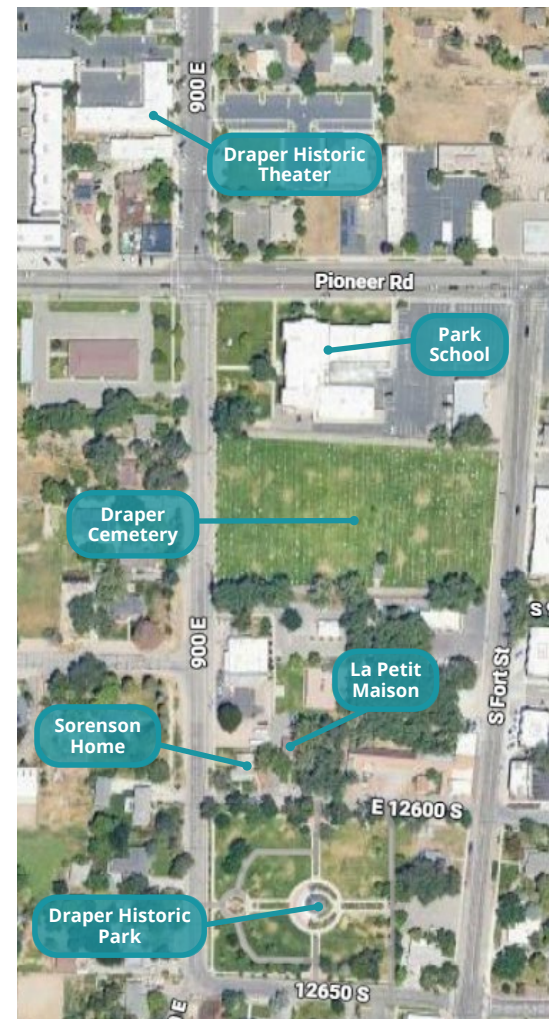 900 E
Draper Historic
Theater
Pioneer Rd
Park
School
Draper
Cemetery
S
900 E
La Petit
Maison
S Fort St
Sorenson
Home
E 12600 S
Draper Historic
Park
12650 S
E